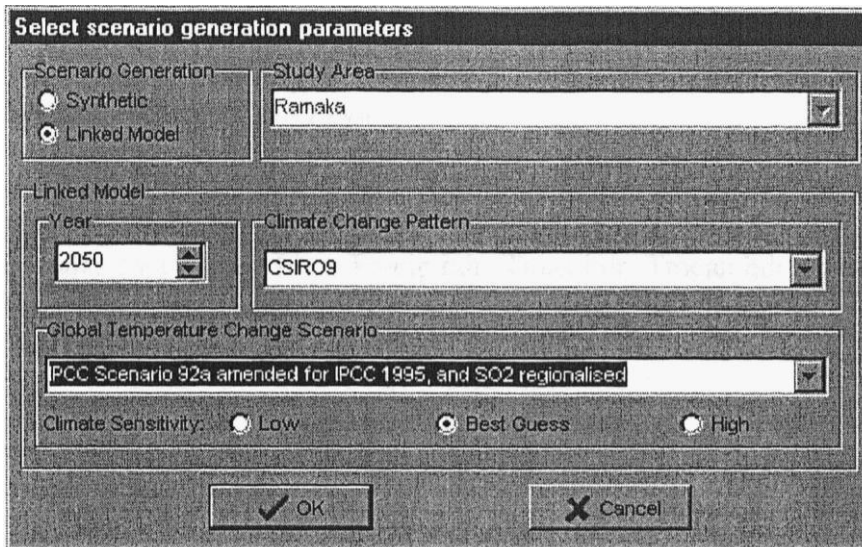 Select scenario generation parameters
Scenario Generation
Synthetic
Linked Model
Study Area
Ramaka
Linked Model
Year
2050
Climate Change Pattern
CSIRO9
Global Temperature Change Scenario
IPCC Scenario 92a amended for IPCC 1995, and SO2 regionalised
Climate Sensitivity: Low Best Guess High
OK Cancel